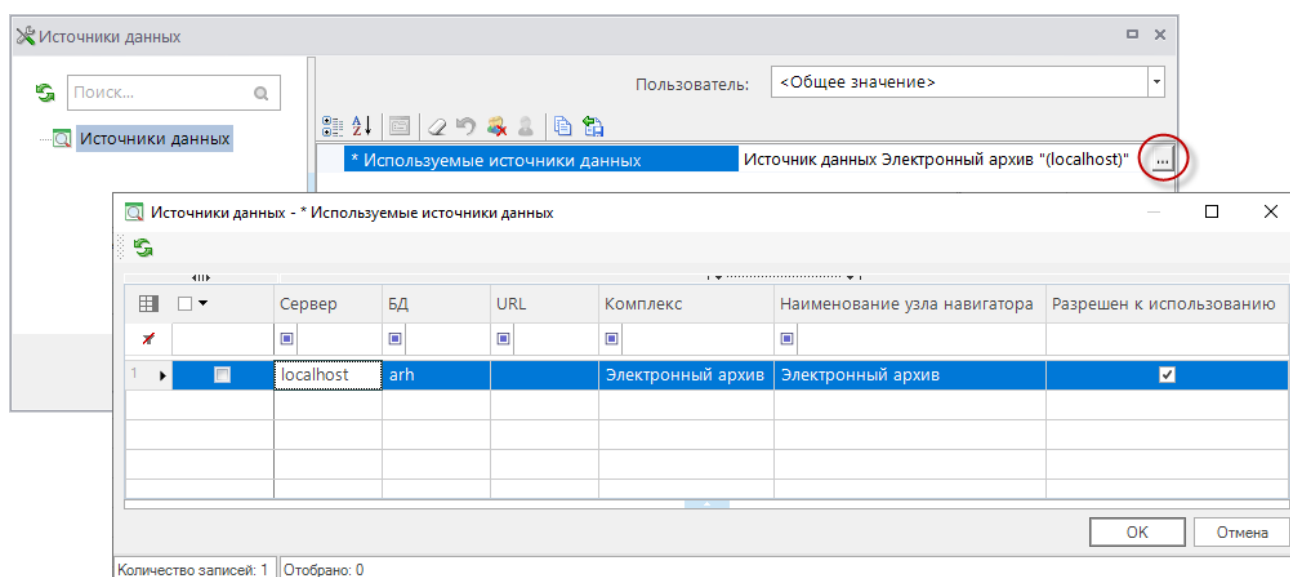 Источники данных
Пользователь: <Общее значение>
Поиск...
Источники данных
* Используемые источники данных Источник данных Электронный архив "(localhost)" ...
Источники данных - * Используемые источники данных
Сервер БД URL Комплекс Наименование узла навигатора Разрешен к использованию
1 localhost arh Электронный архив Электронный архив
OK Отмена
Количество записей: 1 Отобрано: 0